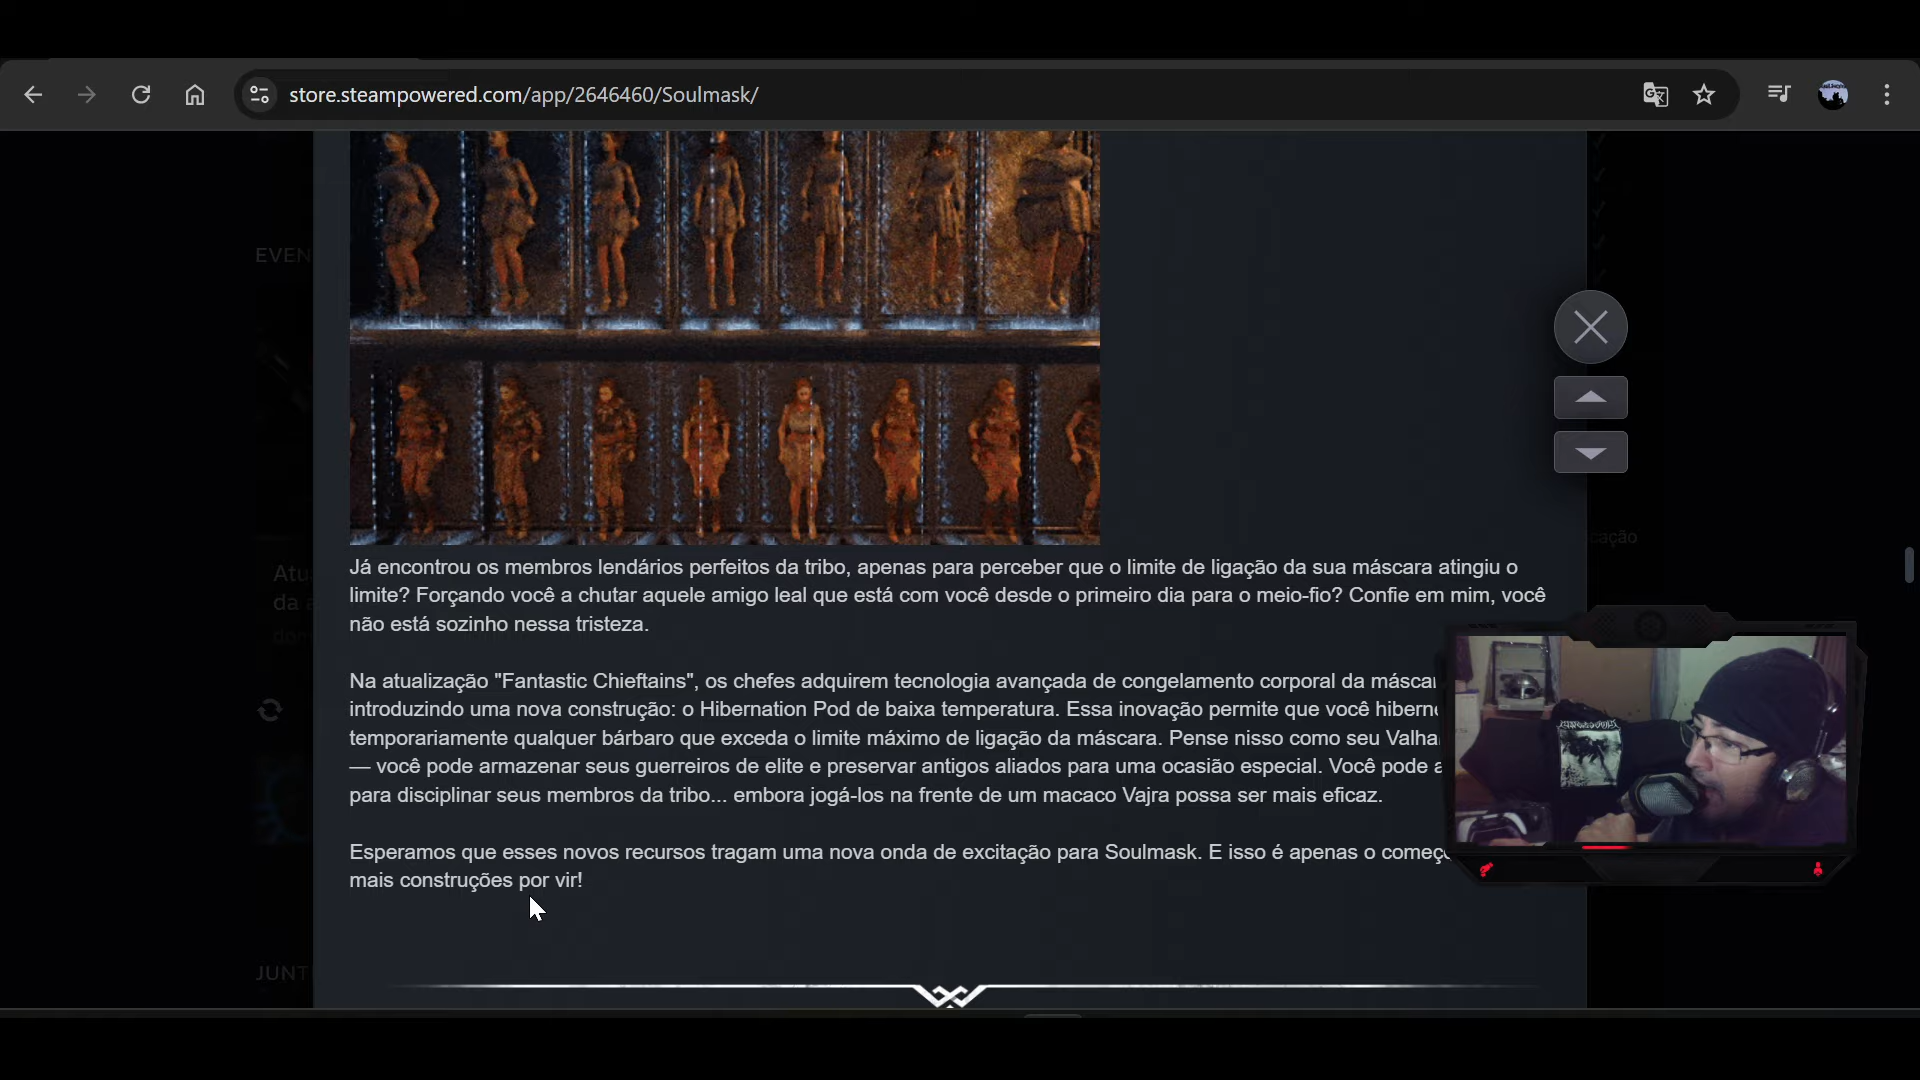 store.steampowered.com/app/2646460/Soulmask/
EVEN
cação
Atu
da a
Já encontrou os membros lendários perfeitos da tribo, apenas para perceber que o limite de ligação da sua máscara atingiu o
limite? Forçando você a chutar aquele amigo leal que está com você desde o primeiro dia para o meio-fio? Confie em mim, você
não está sozinho nessa tristeza.
Na atualização "Fantastic Chieftains", os chefes adquirem tecnologia avançada de congelamento corporal da máscar
introduzindo uma nova construção: o Hibernation Pod de baixa temperatura. Essa inovação permite que você hiberne
temporariamente qualquer bárbaro que exceda o limite máximo de ligação da máscara. Pense nisso como seu Valha
— você pode armazenar seus guerreiros de elite e preservar antigos aliados para uma ocasião especial. Você pode a
para disciplinar seus membros da tribo... embora jogá-los na frente de um macaco Vajra possa ser mais eficaz.
Esperamos que esses novos recursos tragam uma nova onda de excitação para Soulmask. E isso é apenas o começo
mais construções por vir!
JUNT